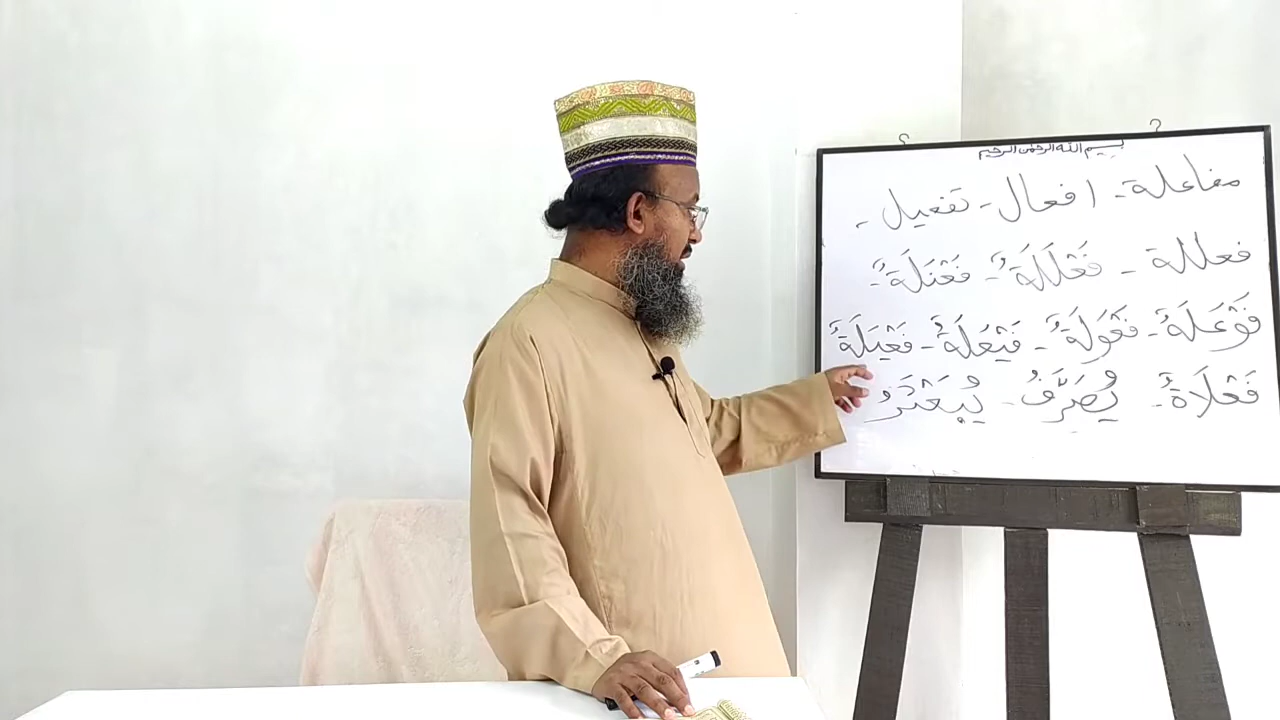 بسم الله الرحمن الرحيم
مفاعلة - افعال - تفعيل -
فعللة - فَعْلَلَةٌ - فَعْنَلَةٌ -
فَوْعَلَةٌ - فَعْوَلَةٌ - فَيْعَلَةٌ - فَعْيَلَةٌ
فَعْلَاةٌ - يُصَرِّفُ - يُبَعْثِرُ